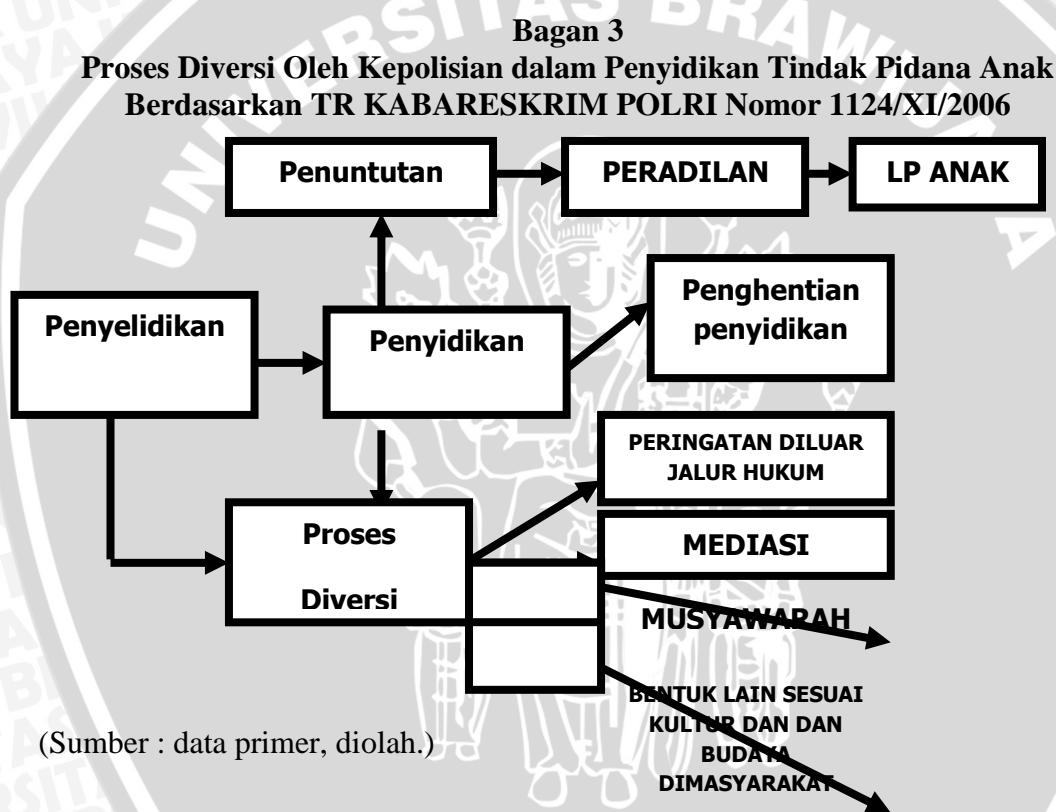 UNIVERSITAS BRAWIJAYA
Bagan 3
Proses Diversi Oleh Kepolisian dalam Penyidikan Tindak Pidana Anak
Berdasarkan TR KABARESKRIM POLRI Nomor 1124/XI/2006
Penuntutan
PERADILAN
LP ANAK
Penyelidikan
Penyidikan
Penghentian
penyidikan
PERINGATAN DILUAR
JALUR HUKUM
Proses
Diversi
MEDIASI
MUSYAWARAH
BENTUK LAIN SESUAI
KULTUR DAN DAN
BUDAYA
DIMASYARAKAT
(Sumber : data primer, diolah.)